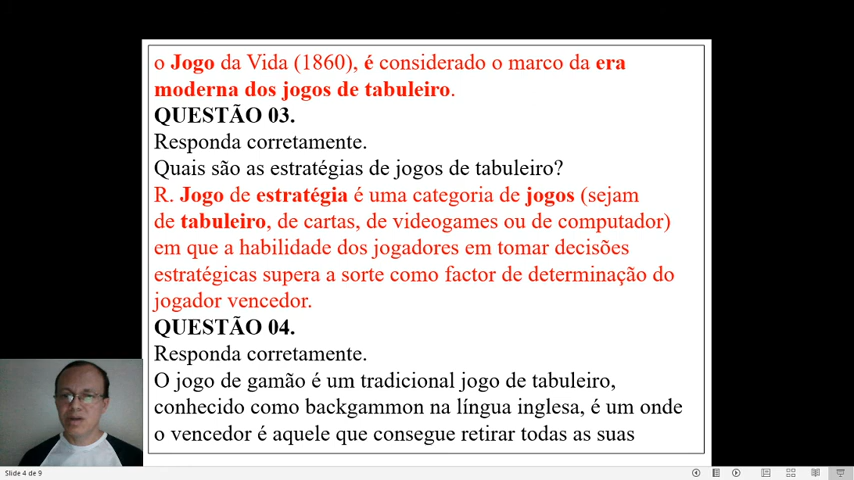 o Jogo da Vida (1860), é considerado o marco da era
moderna dos jogos de tabuleiro.
QUESTÃO 03.
Responda corretamente.
Quais são as estratégias de jogos de tabuleiro?
R. Jogo de estratégia é uma categoria de jogos (sejam
de tabuleiro, de cartas, de videogames ou de computador)
em que a habilidade dos jogadores em tomar decisões
estratégicas supera a sorte como factor de determinação do
jogador vencedor.
QUESTÃO 04.
Responda corretamente.
O jogo de gamão é um tradicional jogo de tabuleiro,
conhecido como backgammon na língua inglesa, é um onde
o vencedor é aquele que consegue retirar todas as suas
Slide 4 de 9